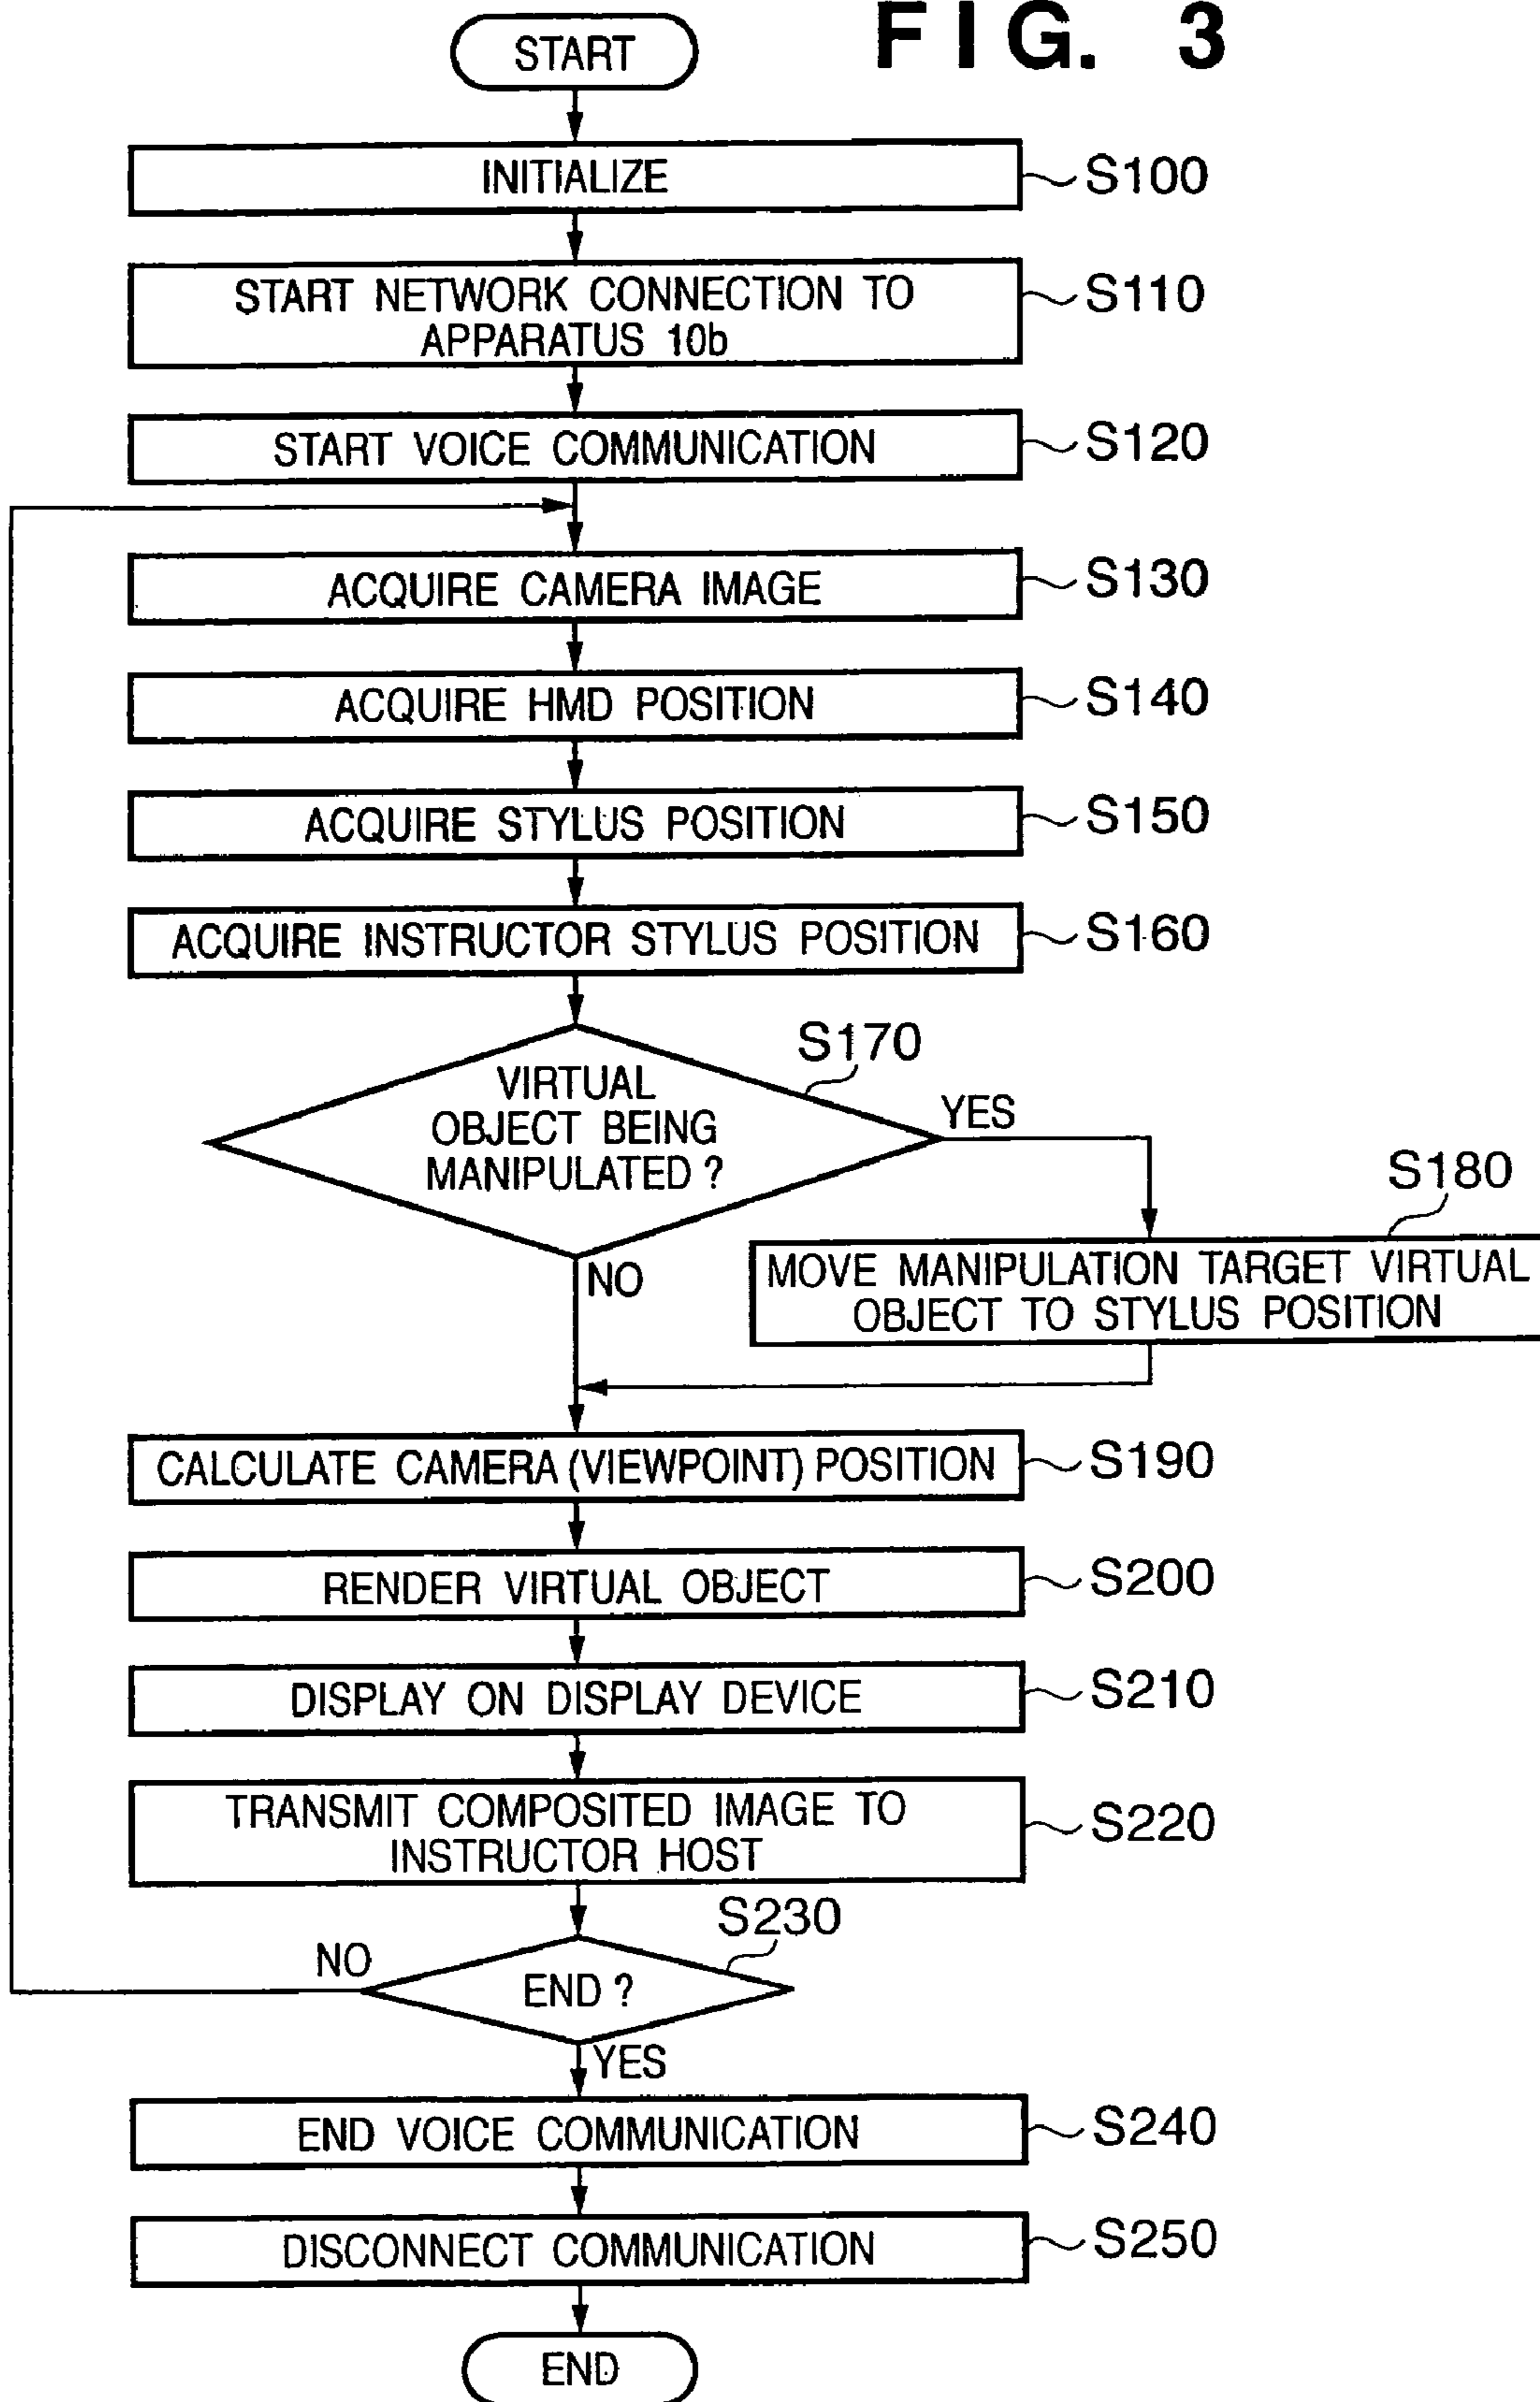 FIG. 3
START
INITIALIZE
S100
START NETWORK CONNECTION TO
APPARATUS 10b
S110
START VOICE COMMUNICATION
S120
ACQUIRE CAMERA IMAGE
S130
ACQUIRE HMD POSITION
S140
ACQUIRE STYLUS POSITION
S150
ACQUIRE INSTRUCTOR STYLUS POSITION
S160
S170
VIRTUAL
OBJECT BEING
MANIPULATED ?
YES
S180
MOVE MANIPULATION TARGET VIRTUAL
OBJECT TO STYLUS POSITION
NO
CALCULATE CAMERA (VIEWPOINT) POSITION
S190
RENDER VIRTUAL OBJECT
S200
DISPLAY ON DISPLAY DEVICE
S210
TRANSMIT COMPOSITED IMAGE TO
INSTRUCTOR HOST
S220
S230
NO
END ?
YES
END VOICE COMMUNICATION
S240
DISCONNECT COMMUNICATION
S250
END